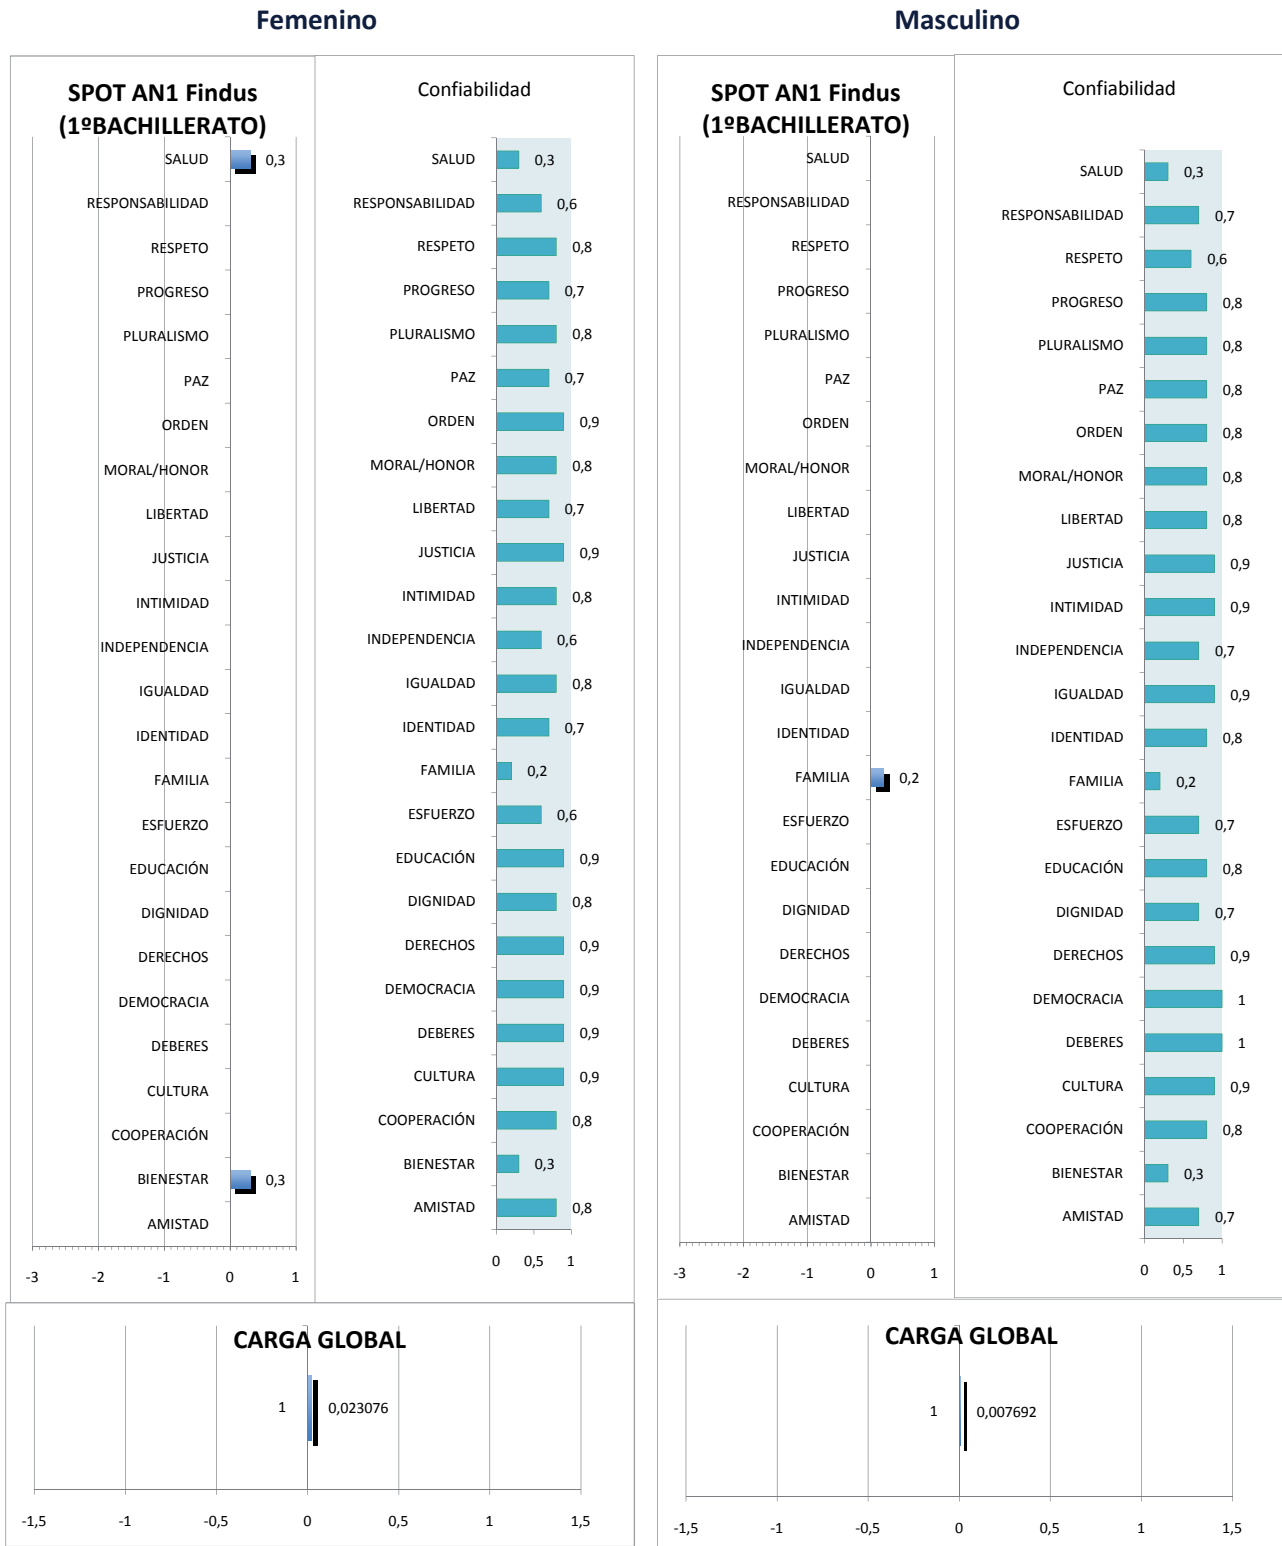 Femenino
SPOT AN1 Findus
(1ºBACHILLERATO)
SALUD 0,3
RESPONSABILIDAD
RESPETO
PROGRESO
PLURALISMO
PAZ
ORDEN
MORAL/HONOR
LIBERTAD
JUSTICIA
INTIMIDAD
INDEPENDENCIA
IGUALDAD
IDENTIDAD
FAMILIA
ESFUERZO
EDUCACIÓN
DIGNIDAD
DERECHOS
DEMOCRACIA
DEBERES
CULTURA
COOPERACIÓN
BIENESTAR 0,3
AMISTAD
-3 -2 -1 0 1
Confiabilidad
SALUD 0,3
RESPONSABILIDAD 0,6
RESPETO 0,8
PROGRESO 0,7
PLURALISMO 0,8
PAZ 0,7
ORDEN 0,9
MORAL/HONOR 0,8
LIBERTAD 0,7
JUSTICIA 0,9
INTIMIDAD 0,8
INDEPENDENCIA 0,6
IGUALDAD 0,8
IDENTIDAD 0,7
FAMILIA 0,2
ESFUERZO 0,6
EDUCACIÓN 0,9
DIGNIDAD 0,8
DERECHOS 0,9
DEMOCRACIA 0,9
DEBERES 0,9
CULTURA 0,9
COOPERACIÓN 0,8
BIENESTAR 0,3
AMISTAD 0,8
0 0,5 1
CARGA GLOBAL
1 0,023076
-1,5 -1 -0,5 0 0,5 1 1,5
Masculino
SPOT AN1 Findus
(1ºBACHILLERATO)
SALUD
RESPONSABILIDAD
RESPETO
PROGRESO
PLURALISMO
PAZ
ORDEN
MORAL/HONOR
LIBERTAD
JUSTICIA
INTIMIDAD
INDEPENDENCIA
IGUALDAD
IDENTIDAD
FAMILIA 0,2
ESFUERZO
EDUCACIÓN
DIGNIDAD
DERECHOS
DEMOCRACIA
DEBERES
CULTURA
COOPERACIÓN
BIENESTAR
AMISTAD
-3 -2 -1 0 1
Confiabilidad
SALUD 0,3
RESPONSABILIDAD 0,7
RESPETO 0,6
PROGRESO 0,8
PLURALISMO 0,8
PAZ 0,8
ORDEN 0,8
MORAL/HONOR 0,8
LIBERTAD 0,8
JUSTICIA 0,9
INTIMIDAD 0,9
INDEPENDENCIA 0,7
IGUALDAD 0,9
IDENTIDAD 0,8
FAMILIA 0,2
ESFUERZO 0,7
EDUCACIÓN 0,8
DIGNIDAD 0,7
DERECHOS 0,9
DEMOCRACIA 1
DEBERES 1
CULTURA 0,9
COOPERACIÓN 0,8
BIENESTAR 0,3
AMISTAD 0,7
0 0,5 1
CARGA GLOBAL
1 0,007692
-1,5 -1 -0,5 0 0,5 1 1,5